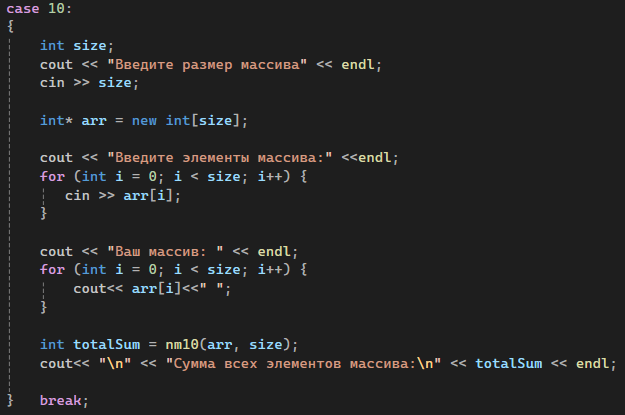 case 10:
{
int size;
cout << "Введите размер массива" << endl;
cin >> size;
int* arr = new int[size];
cout << "Введите элементы массива:" <<endl;
for (int i = 0; i < size; i++) {
cin >> arr[i];
}
cout << "Ваш массив: " << endl;
for (int i = 0; i < size; i++) {
cout<< arr[i]<<" ";
}
int totalSum = nm10(arr, size);
cout<< "\n" << "Сумма всех элементов массива:\n" << totalSum << endl;
} break;